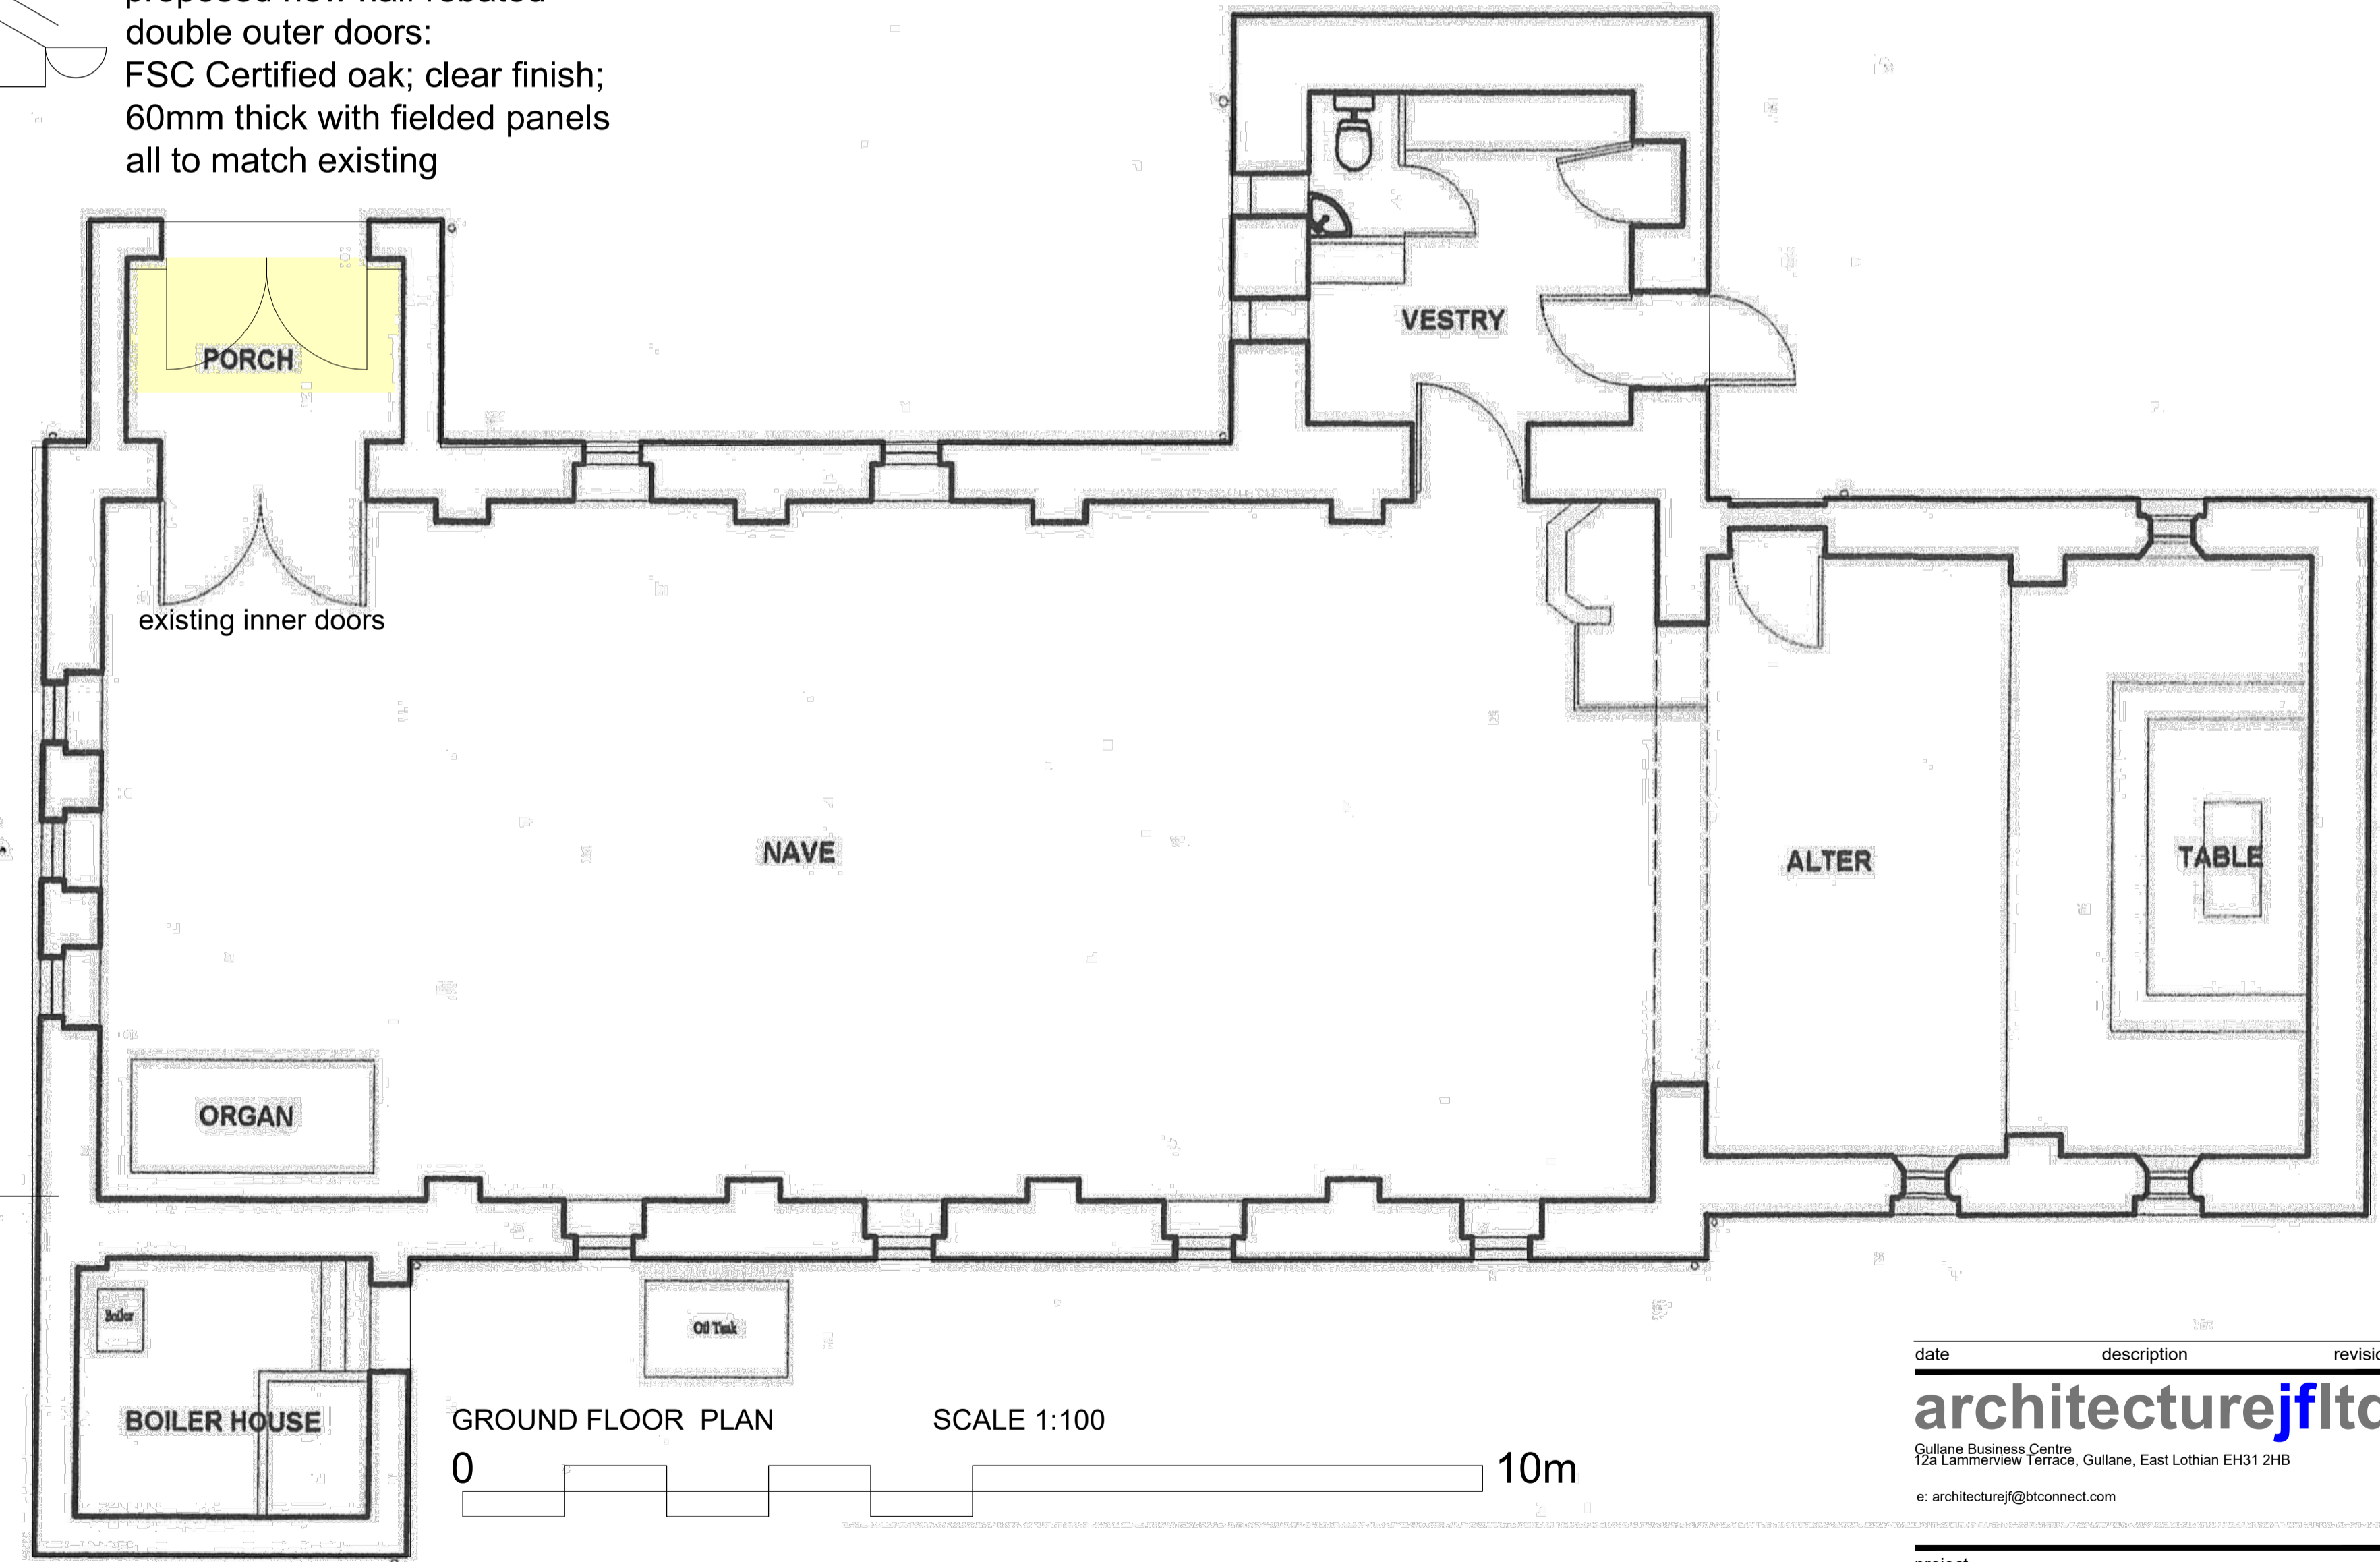 double outer doors:
FSC Certified oak; clear finish;
60mm thick with fielded panels
all to match existing
PORCH
VESTRY
existing inner doors
NAVE
ALTER
TABLE
ORGAN
Boiler
BOILER HOUSE
Oil Tank
GROUND FLOOR PLAN SCALE 1:100
0 10m
date description
architecturejfltd
Gullane Business Centre
12a Lammerview Terrace, Gullane, East Lothian EH31 2HB
e: architecturejf@btconnect.com